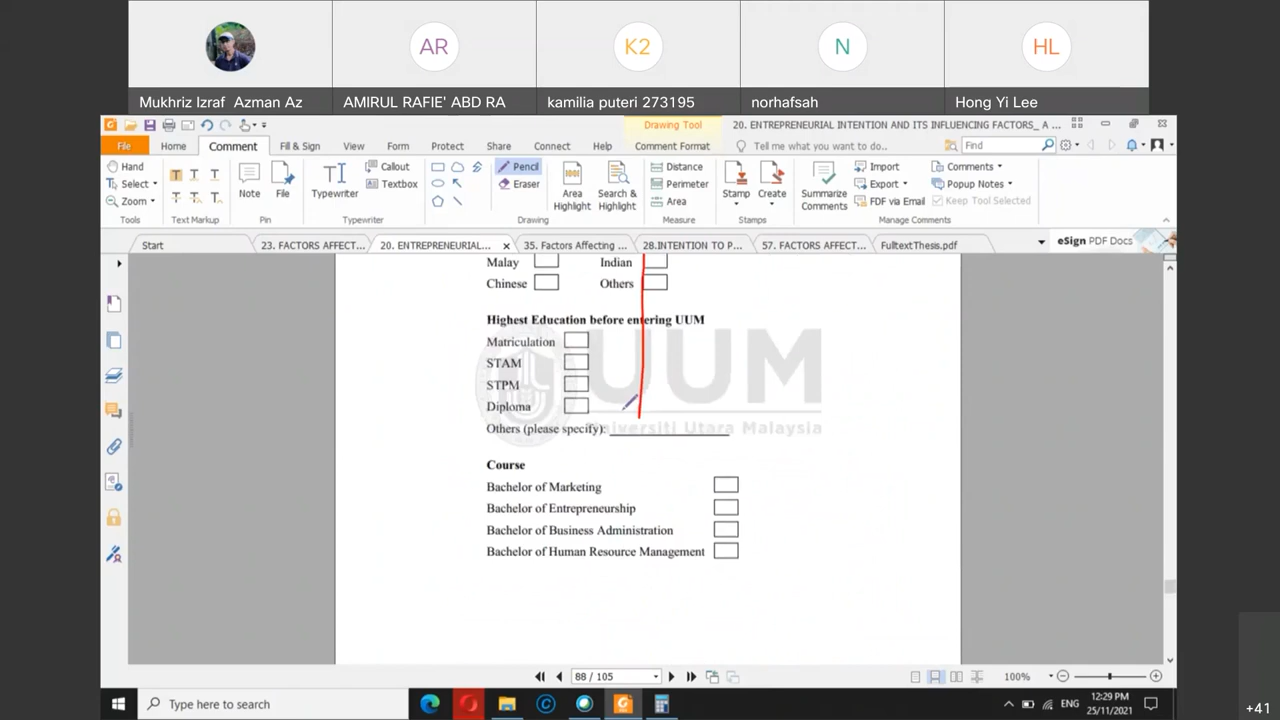 AR
K2
N
HL
Mukhriz Izraf Azman Az
AMIRUL RAFIE' ABD RA
kamilia puteri 273195
norhafsah
Hong Yi Lee
Drawing Tool
20. ENTREPRENEURIAL INTENTION AND ITS INFLUENCING FACTORS_ A ...
File
Home
Comment
Fill & Sign
View
Form
Protect
Share
Connect
Help
Comment Format
Tell me what you want to do..
Find
Hand
Select
Zoom
Tools
Text Markup
Note
File
Pin
Typewriter
Callout
Textbox
Typewriter
Pencil
Eraser
Drawing
Area Highlight
Search & Highlight
Distance
Perimeter
Area
Measure
Stamp
Create
Stamps
Summarize Comments
Import
Export
FDF via Email
Comments
Popup Notes
Keep Tool Selected
Manage Comments
Start
23. FACTORS AFFECT...
20. ENTREPRENEURIAL...
35. Factors Affecting ...
28.INTENTION TO P...
57. FACTORS AFFECT...
FulltextThesis.pdf
eSign PDF Docs
Malay
Indian
Chinese
Others
Highest Education before entering UUM
Matriculation
STAM
STPM
Diploma
Others (please specify):
UUM
Universiti Utara Malaysia
Course
Bachelor of Marketing
Bachelor of Entrepreneurship
Bachelor of Business Administration
Bachelor of Human Resource Management
88 / 105
100%
Type here to search
ENG
12:29 PM
25/11/2021
+41